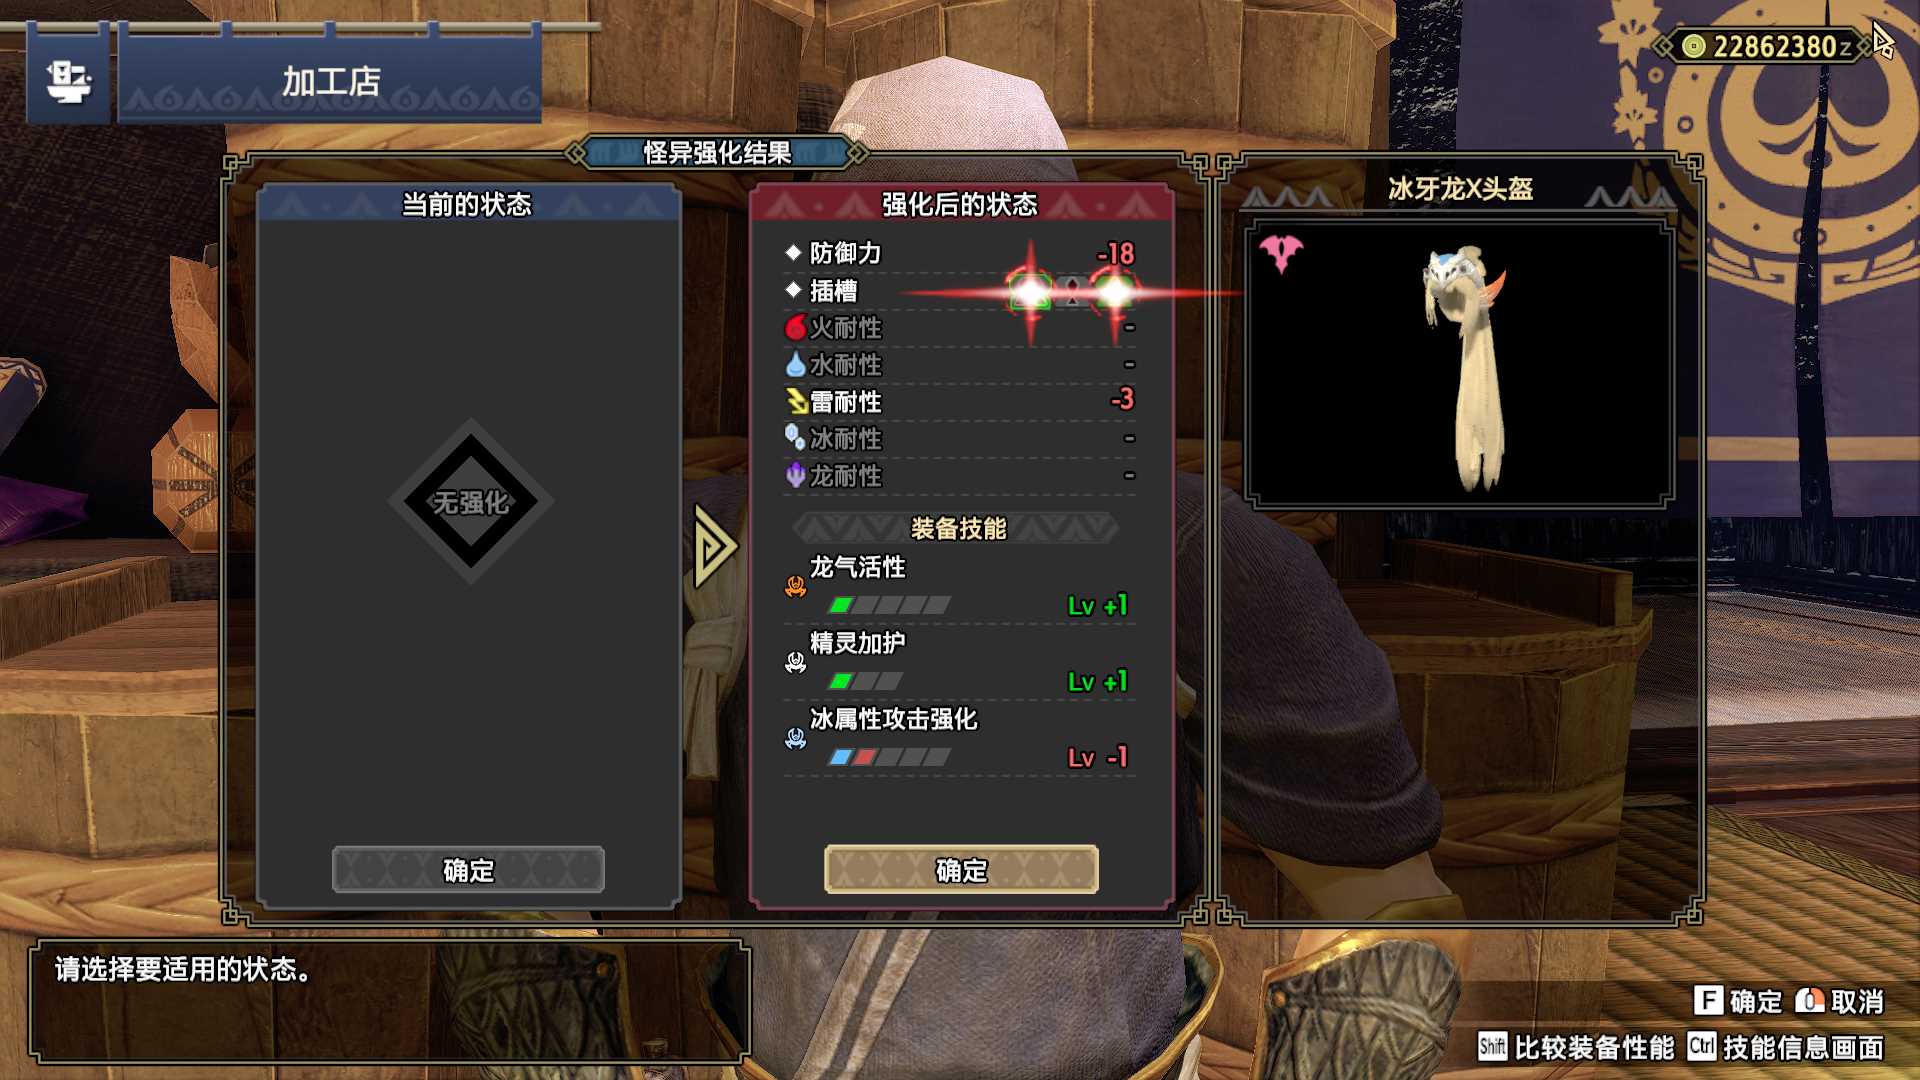 加工店
22862380z
怪异强化结果
当前的状态
无强化
确定
强化后的状态
防御力 -18
插槽
火耐性 -
水耐性 -
雷耐性 -3
冰耐性 -
龙耐性 -
装备技能
龙气活性
Lv +1
精灵加护
Lv +1
冰属性攻击强化
Lv -1
确定
冰牙龙X头盔
请选择要适用的状态。
F 确定 取消
Shift 比较装备性能 Ctrl 技能信息画面